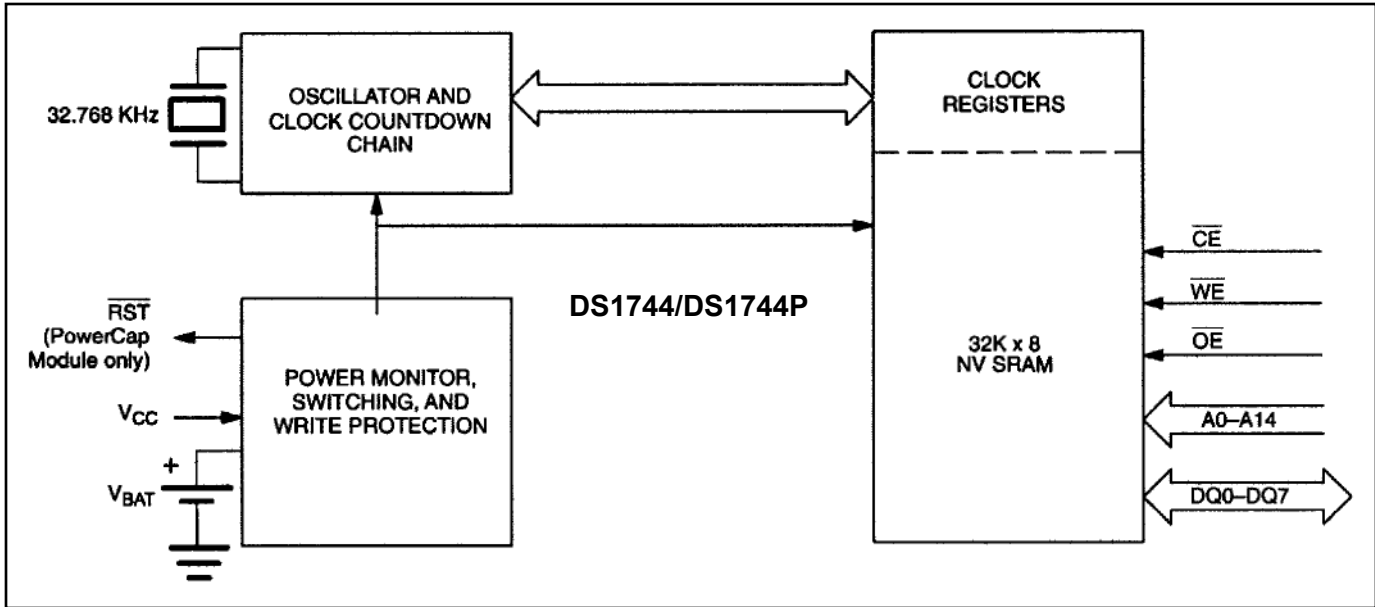 32.768 KHz
OSCILLATOR AND
CLOCK COUNTDOWN
CHAIN
CLOCK
REGISTERS
CE
WE
OE
A0–A14
DQ0–DQ7
32K x 8
NV SRAM
DS1744/DS1744P
RST
(PowerCap
Module only)
VCC
+
VBAT
POWER MONITOR,
SWITCHING, AND
WRITE PROTECTION